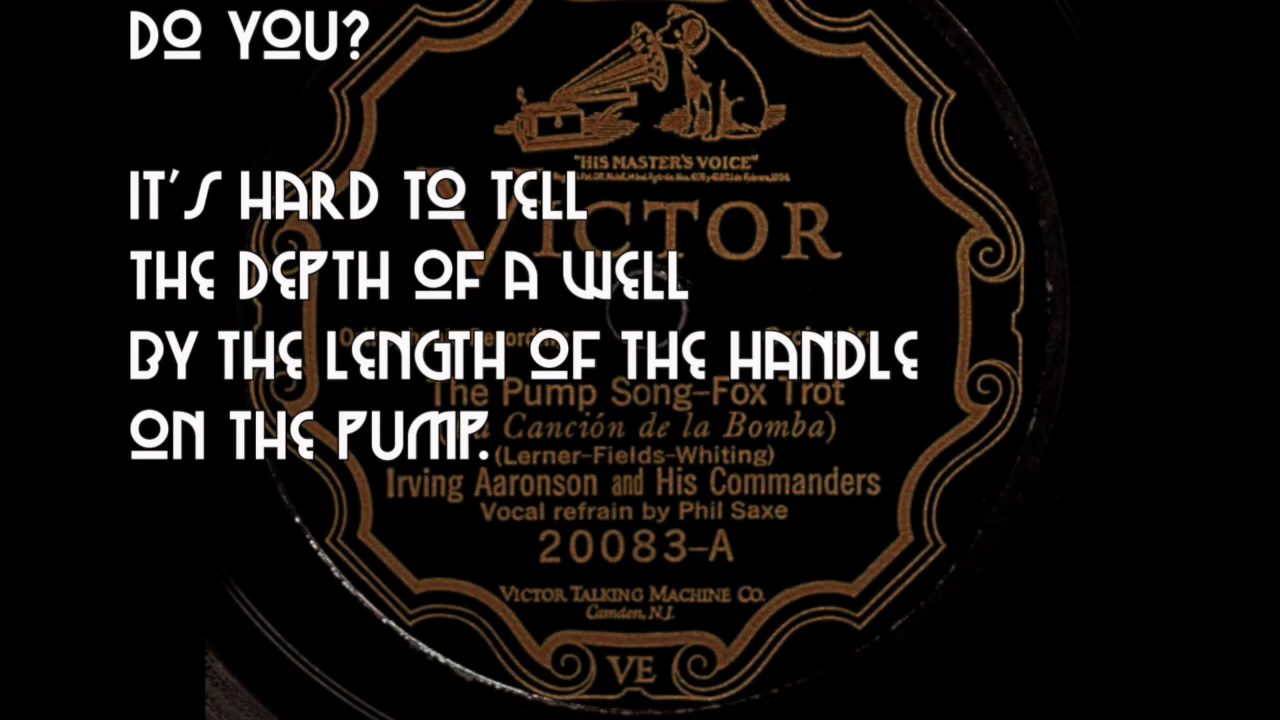 DO YOU?
IT'S HARD TO TELL
THE DEPTH OF A WELL
BY THE LENGTH OF THE HANDLE
ON THE PUMP.
"HIS MASTER'S VOICE"
VICTOR
The Pump Song–Fox Trot
Canción de la Bomba)
(Lerner–Fields–Whiting)
Irving Aaronson and His Commanders
Vocal refrain by Phil Saxe
20083–A
VICTOR TALKING MACHINE CO.
Camden, N.J.
VE